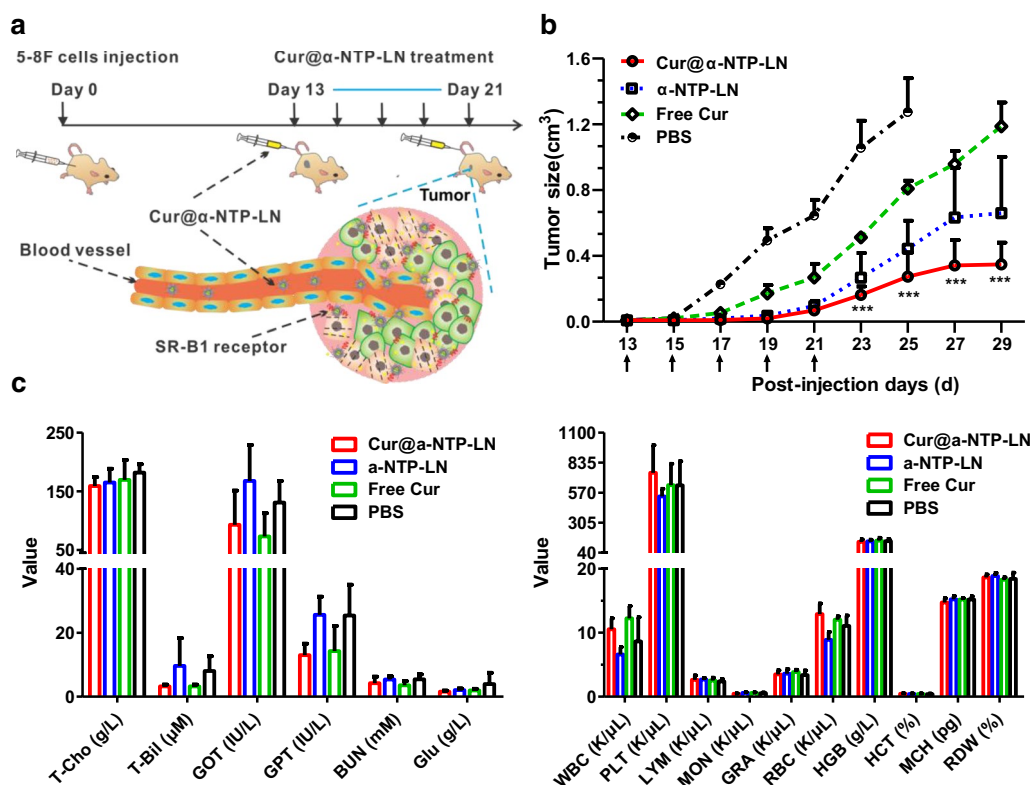 a
5-8F cells injection
Cur@α-NTP-LN treatment
Day 0
Day 13
Day 21
Tumor
Cur@α-NTP-LN
Blood vessel
SR-B1 receptor
b
Cur@α-NTP-LN
α-NTP-LN
Free Cur
PBS
Tumor size(cm³)
1.6
1.2
0.8
0.4
0.0
*** *** *** ***
13 15 17 19 21 23 25 27 29
Post-injection days (d)
c
Cur@a-NTP-LN
a-NTP-LN
Free Cur
PBS
Value
250
150
50
40
20
0
T-Cho (g/L) T-Bil (µM) GOT (IU/L) GPT (IU/L) BUN (mM) Glu (g/L)
Cur@a-NTP-LN
a-NTP-LN
Free Cur
PBS
Value
1100
835
570
305
40
20
10
0
WBC (K/µL) PLT (K/µL) LYM (K/µL) MON (K/µL) GRA (K/µL) RBC (K/µL) HGB (g/L) HCT (%) MCH (pg) RDW (%)